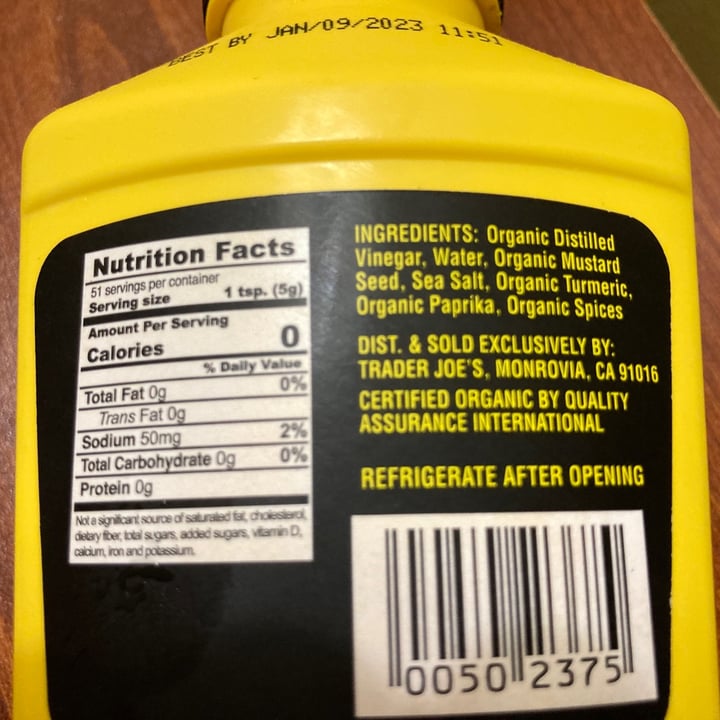 BEST BY JAN/09/2023 11:51
Nutrition Facts
51 servings per container
Serving size 1 tsp. (5g)
Amount Per Serving
Calories 0
% Daily Value
Total Fat 0g 0%
Trans Fat 0g
Sodium 50mg 2%
Total Carbohydrate 0g 0%
Protein 0g
Not a significant source of saturated fat, cholesterol,
dietary fiber, total sugars, added sugars, vitamin D,
calcium, iron and potassium.
INGREDIENTS: Organic Distilled
Vinegar, Water, Organic Mustard
Seed, Sea Salt, Organic Turmeric,
Organic Paprika, Organic Spices
DIST. & SOLD EXCLUSIVELY BY:
TRADER JOE'S, MONROVIA, CA 91016
CERTIFIED ORGANIC BY QUALITY
ASSURANCE INTERNATIONAL
REFRIGERATE AFTER OPENING
0050 2375